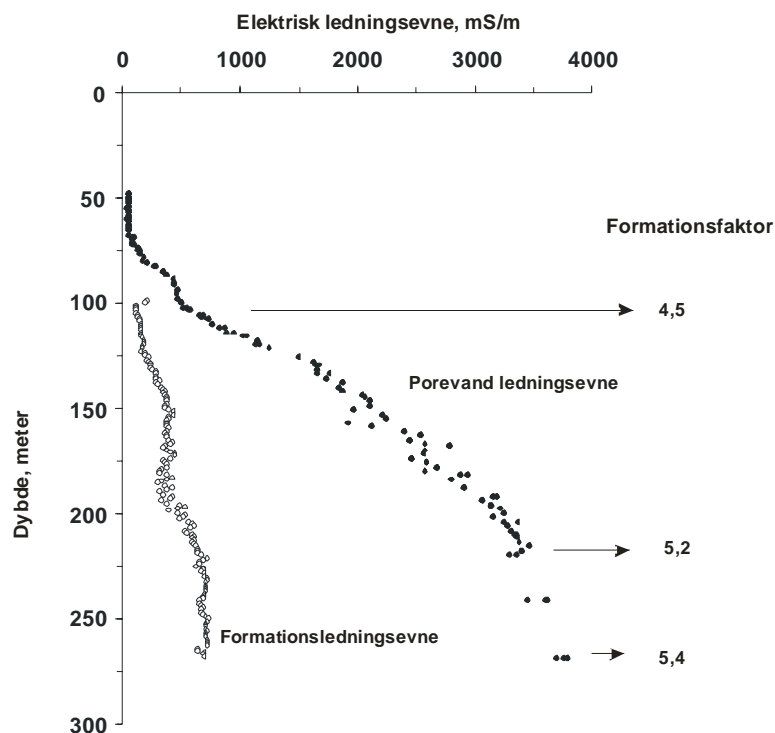 Elektrisk ledningsevne, mS/m
0 1000 2000 3000 4000
0
50
Formationsfaktor
100
4,5
Porevand ledningsevne
150
Dybde, meter
200
5,2
250
Formationsledningsevne
5,4
300